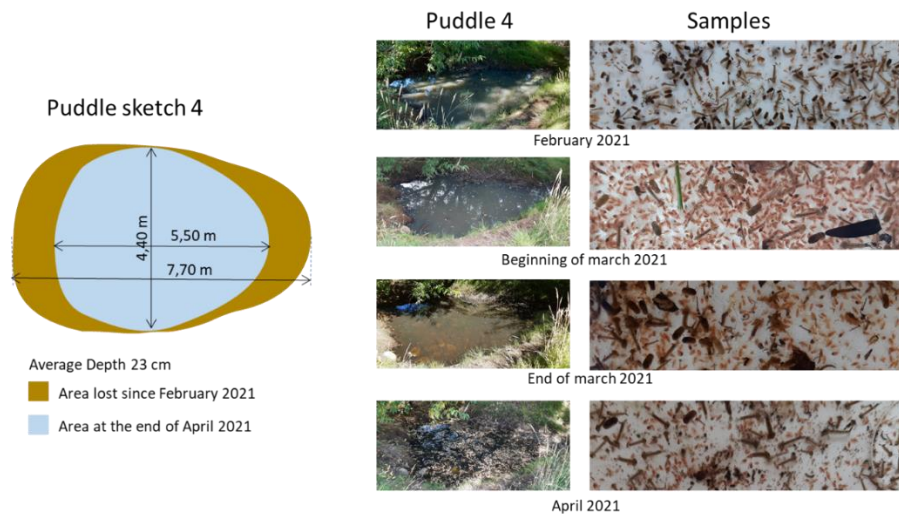 Puddle sketch 4
4,40 m
5,50 m
7,70 m
Average Depth 23 cm
Area lost since February 2021
Area at the end of April 2021
Puddle 4
Samples
February 2021
Beginning of march 2021
End of march 2021
April 2021